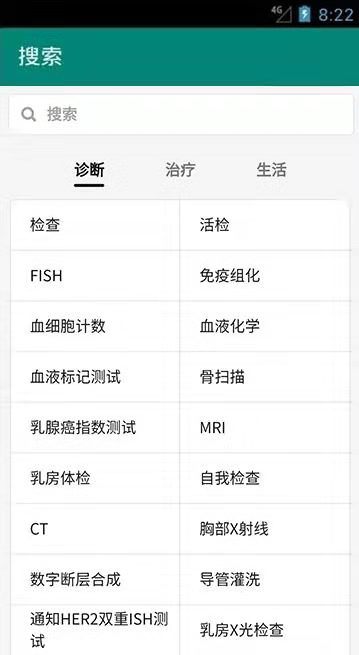 4G 8:22
搜索
搜索
诊断 治疗 生活
检查 活检
FISH 免疫组化
血细胞计数 血液化学
血液标记测试 骨扫描
乳腺癌指数测试 MRI
乳房体检 自我检查
CT 胸部X射线
数字断层合成 导管灌洗
通知HER2双重ISH测
试
乳房X光检查